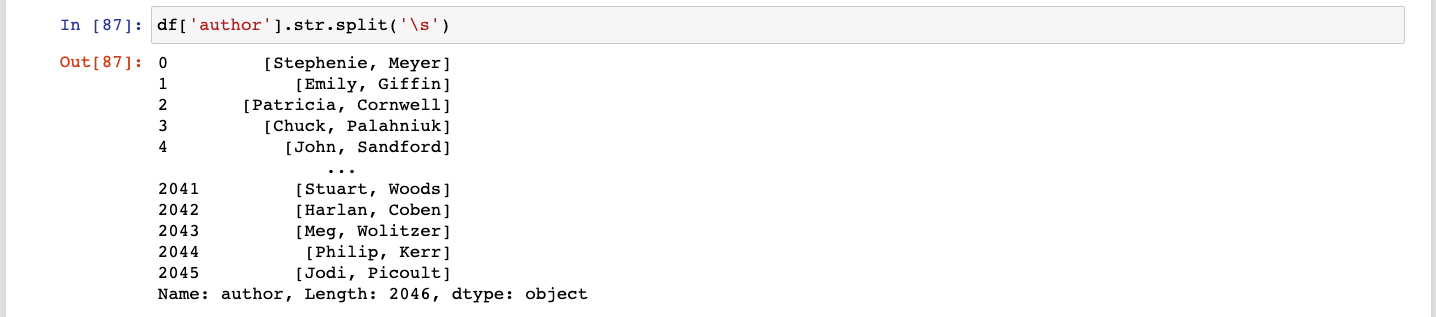 In [87]: df['author'].str.split('\s')
Out[87]: 0 [Stephenie, Meyer]
1 [Emily, Giffin]
2 [Patricia, Cornwell]
3 [Chuck, Palahniuk]
4 [John, Sandford]
...
2041 [Stuart, Woods]
2042 [Harlan, Coben]
2043 [Meg, Wolitzer]
2044 [Philip, Kerr]
2045 [Jodi, Picoult]
Name: author, Length: 2046, dtype: object